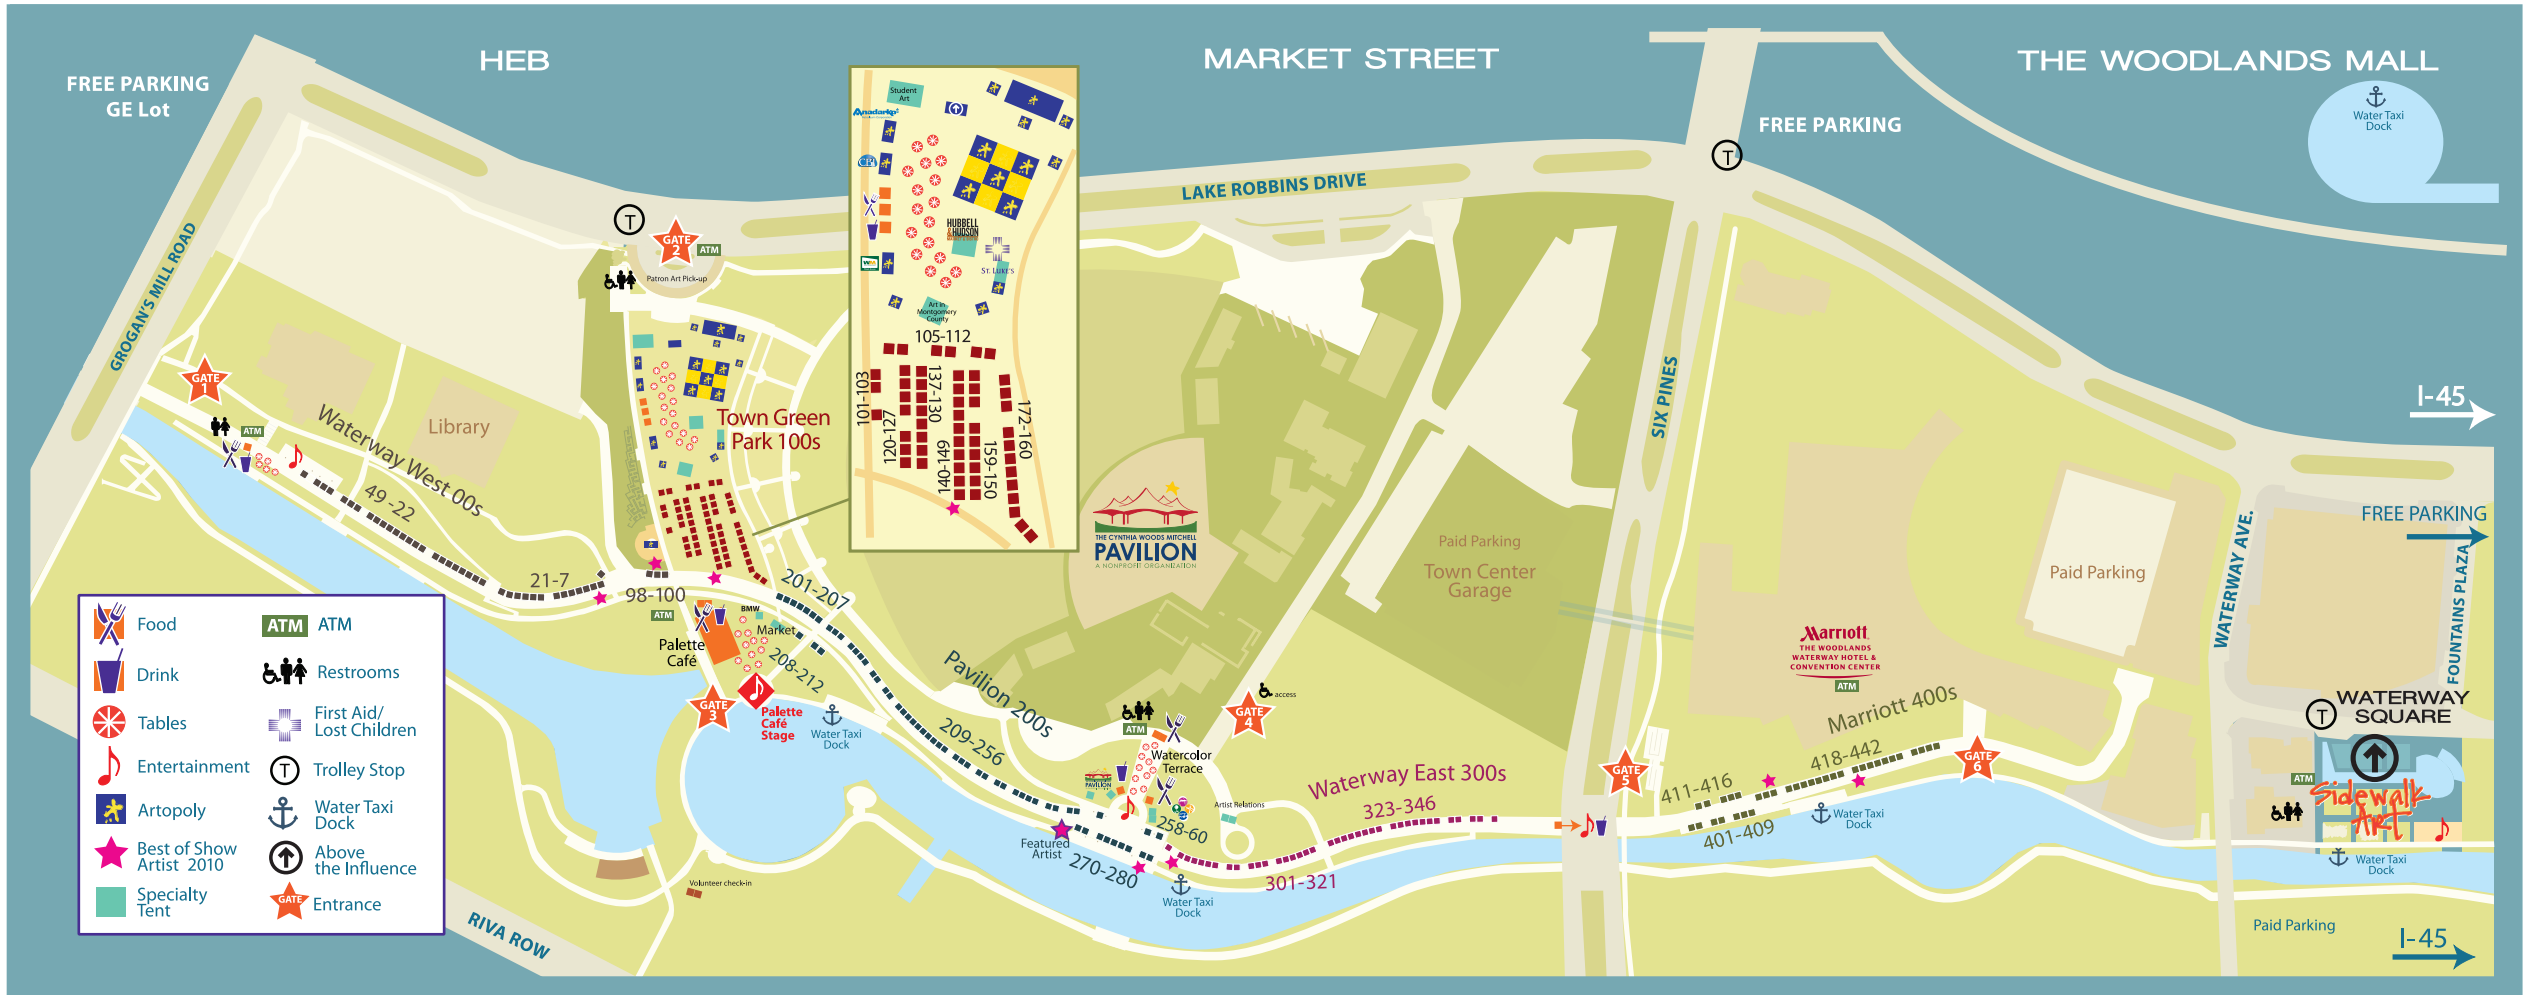 HEB
MARKET STREET
THE WOODLANDS MALL
FREE PARKING
GE Lot
FREE PARKING
Water Taxi
Dock
T
T
LAKE ROBBINS DRIVE
GROGAN'S MILL ROAD
SIX PINES
GATE
2
ATM
Patron Art Pick-up
Student
Art
Anadarko
HUBBELL
&HUDSON
ST. LUKE'S
WM
Art in
Montgomery
County
105-112
101-103
120-127
137-130
140-149
159-150
172-160
GATE
1
ATM
Library
Waterway West 00s
49-22
21-7
Town Green
Park 100s
98-100
ATM
201-207
BMW
Market
Palette
Café
208-212
GATE
3
Palette
Café
Stage
Water Taxi
Dock
Pavilion 200s
209-256
THE CYNTHIA WOODS MITCHELL
PAVILION
A NONPROFIT ORGANIZATION
Paid Parking
Town Center
Garage
ATM
Watercolor
Terrace
PAVILION
GATE
4
access
Artist Relations
258-60
Featured
Artist
270-280
Water Taxi
Dock
Waterway East 300s
323-346
301-321
GATE
5
Marriott
THE WOODLANDS
WATERWAY HOTEL &
CONVENTION CENTER
ATM
Marriott 400s
411-416
418-442
401-409
GATE
6
Water Taxi
Dock
Paid Parking
WATERWAY AVE.
I-45
FREE PARKING
FOUNTAINS PLAZA
T
WATERWAY
SQUARE
ATM
Sidewalk
Art
Water Taxi
Dock
Paid Parking
I-45
Volunteer check-in
RIVA ROW
Food
Drink
Tables
Entertainment
Artopoly
Best of Show
Artist 2010
Specialty
Tent
ATM
ATM
Restrooms
First Aid/
Lost Children
T
Trolley Stop
Water Taxi
Dock
Above
the Influence
GATE
Entrance